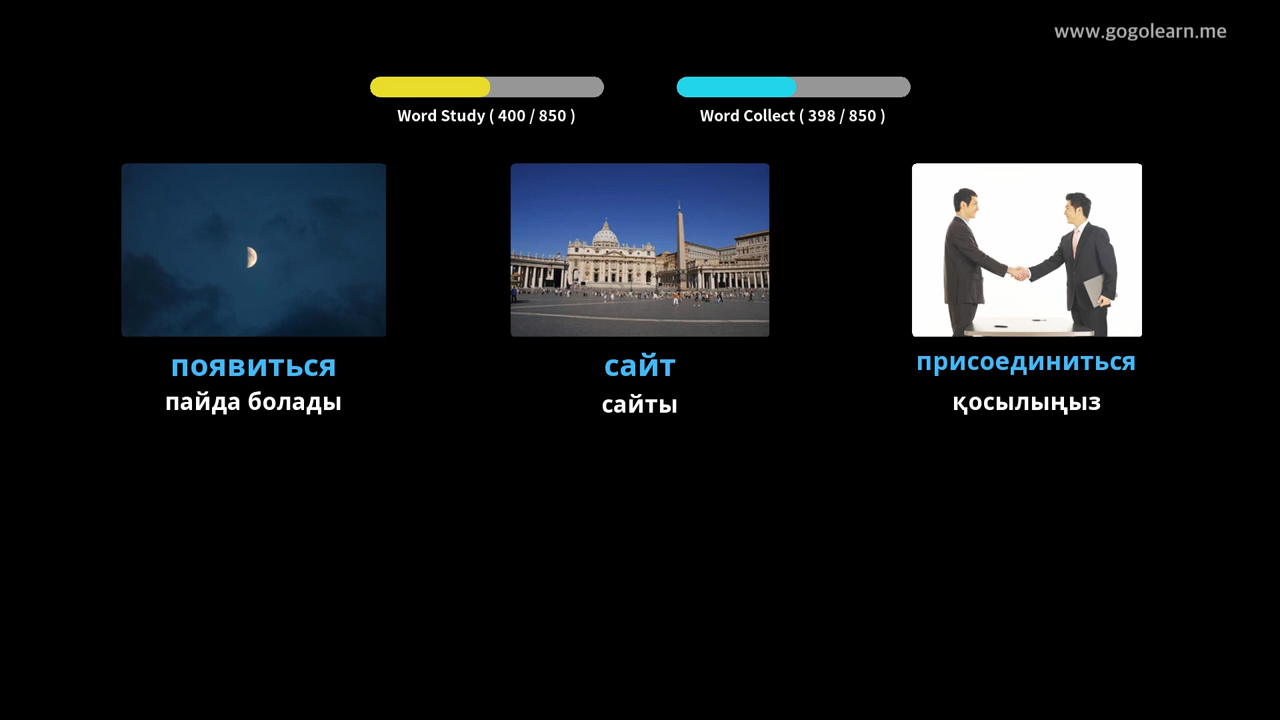 www.gogolearn.me
Word Study ( 400 / 850 )
Word Collect ( 398 / 850 )
появиться
сайт
присоединиться
пайда болады
сайты
қосылыңыз